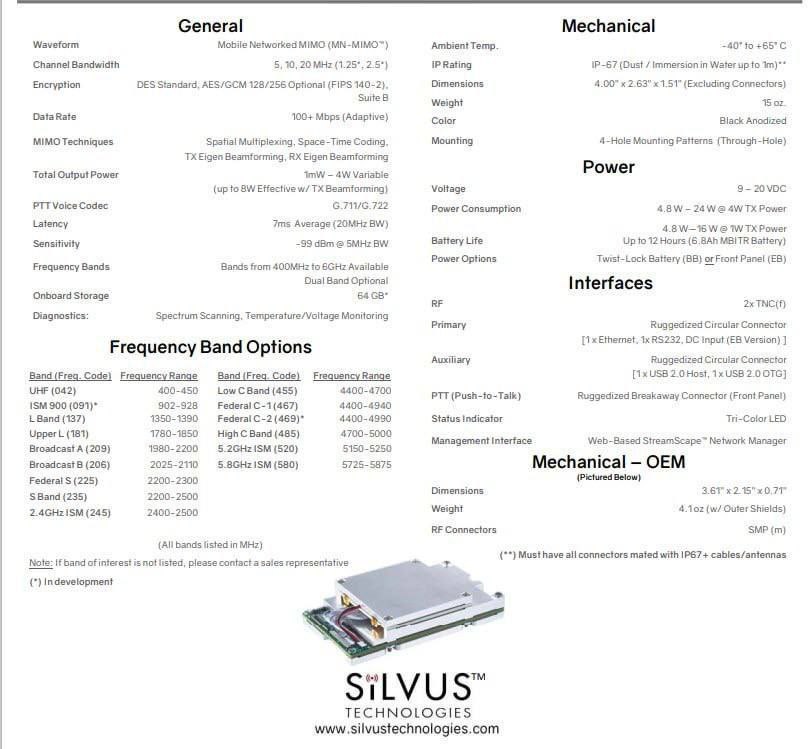 General
Waveform Mobile Networked MIMO (MN-MIMO™)
Channel Bandwidth 5, 10, 20 MHz (1.25*, 2.5*)
Encryption DES Standard, AES/GCM 128/256 Optional (FIPS 140-2),
Suite B
Data Rate 100+ Mbps (Adaptive)
MIMO Techniques Spatial Multiplexing, Space-Time Coding,
TX Eigen Beamforming, RX Eigen Beamforming
Total Output Power 1mW – 4W Variable
(up to 8W Effective w/ TX Beamforming)
PTT Voice Codec G.711/G.722
Latency 7ms Average (20MHz BW)
Sensitivity -99 dBm @ 5MHz BW
Frequency Bands Bands from 400MHz to 6GHz Available
Dual Band Optional
Onboard Storage 64 GB*
Diagnostics: Spectrum Scanning, Temperature/Voltage Monitoring
Frequency Band Options
Band (Freq. Code) Frequency Range Band (Freq. Code) Frequency Range
UHF (042) 400-450 Low C Band (455) 4400-4700
ISM 900 (091)* 902-928 Federal C-1 (467) 4400-4940
L Band (137) 1350-1390 Federal C-2 (469)* 4400-4990
Upper L (181) 1780-1850 High C Band (485) 4700-5000
Broadcast A (209) 1980-2200 5.2GHz ISM (520) 5150-5250
Broadcast B (206) 2025-2110 5.8GHz ISM (580) 5725-5875
Federal S (225) 2200-2300
S Band (235) 2200-2500
2.4GHz ISM (245) 2400-2500
(All bands listed in MHz)
Note: If band of interest is not listed, please contact a sales representative
(*) In development
Mechanical
Ambient Temp. -40° to +65° C
IP Rating IP-67 (Dust / Immersion in Water up to 1m)**
Dimensions 4.00" x 2.63" x 1.51" (Excluding Connectors)
Weight 15 oz.
Color Black Anodized
Mounting 4-Hole Mounting Patterns (Through-Hole)
Power
Voltage 9 – 20 VDC
Power Consumption 4.8 W – 24 W @ 4W TX Power
4.8 W—16 W @ 1W TX Power
Battery Life Up to 12 Hours (6.8Ah MBITR Battery)
Power Options Twist-Lock Battery (BB) or Front Panel (EB)
Interfaces
RF 2x TNC(f)
Primary Ruggedized Circular Connector
[1 x Ethernet, 1x RS232, DC Input (EB Version) ]
Auxiliary Ruggedized Circular Connector
[1 x USB 2.0 Host, 1 x USB 2.0 OTG]
PTT (Push-to-Talk) Ruggedized Breakaway Connector (Front Panel)
Status Indicator Tri-Color LED
Management Interface Web-Based StreamScape™ Network Manager
Mechanical – OEM
(Pictured Below)
Dimensions 3.61" x 2.15" x 0.71"
Weight 4.1 oz (w/ Outer Shields)
RF Connectors SMP (m)
(**) Must have all connectors mated with IP67+ cables/antennas
SiLVUS™
TECHNOLOGIES
www.silvustechnologies.com